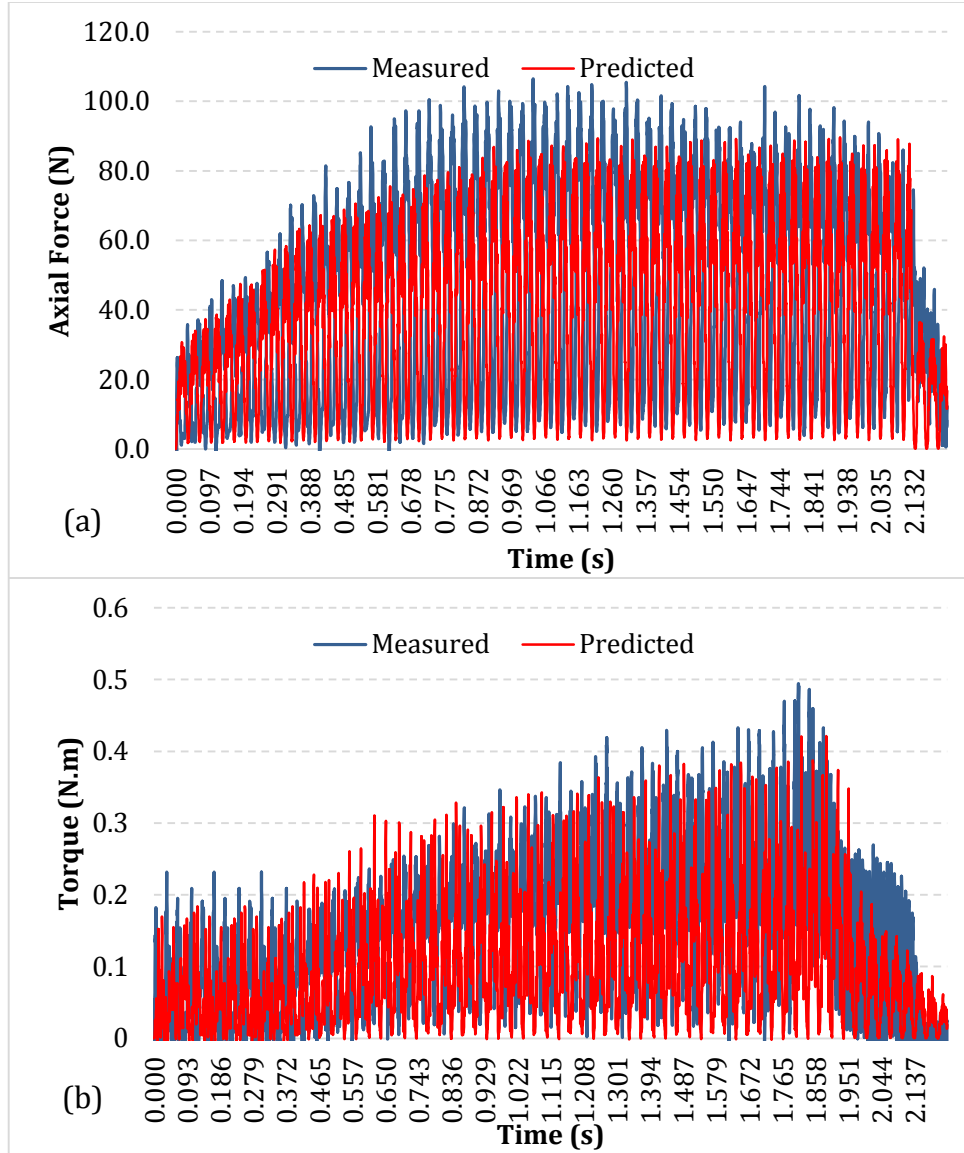 120.0
Measured Predicted
100.0
80.0
60.0
40.0
20.0
0.0
Axial Force (N)
0.000 0.097 0.194 0.291 0.388 0.485 0.581 0.678 0.775 0.872 0.969 1.066 1.163 1.260 1.357 1.454 1.550 1.647 1.744 1.841 1.938 2.035 2.132
(a)
Time (s)
0.6
Measured Predicted
0.5
0.4
0.3
0.2
0.1
0
Torque (N.m)
0.000 0.093 0.186 0.279 0.372 0.465 0.557 0.650 0.743 0.836 0.929 1.022 1.115 1.208 1.301 1.394 1.487 1.579 1.672 1.765 1.858 1.951 2.044 2.137
(b)
Time (s)